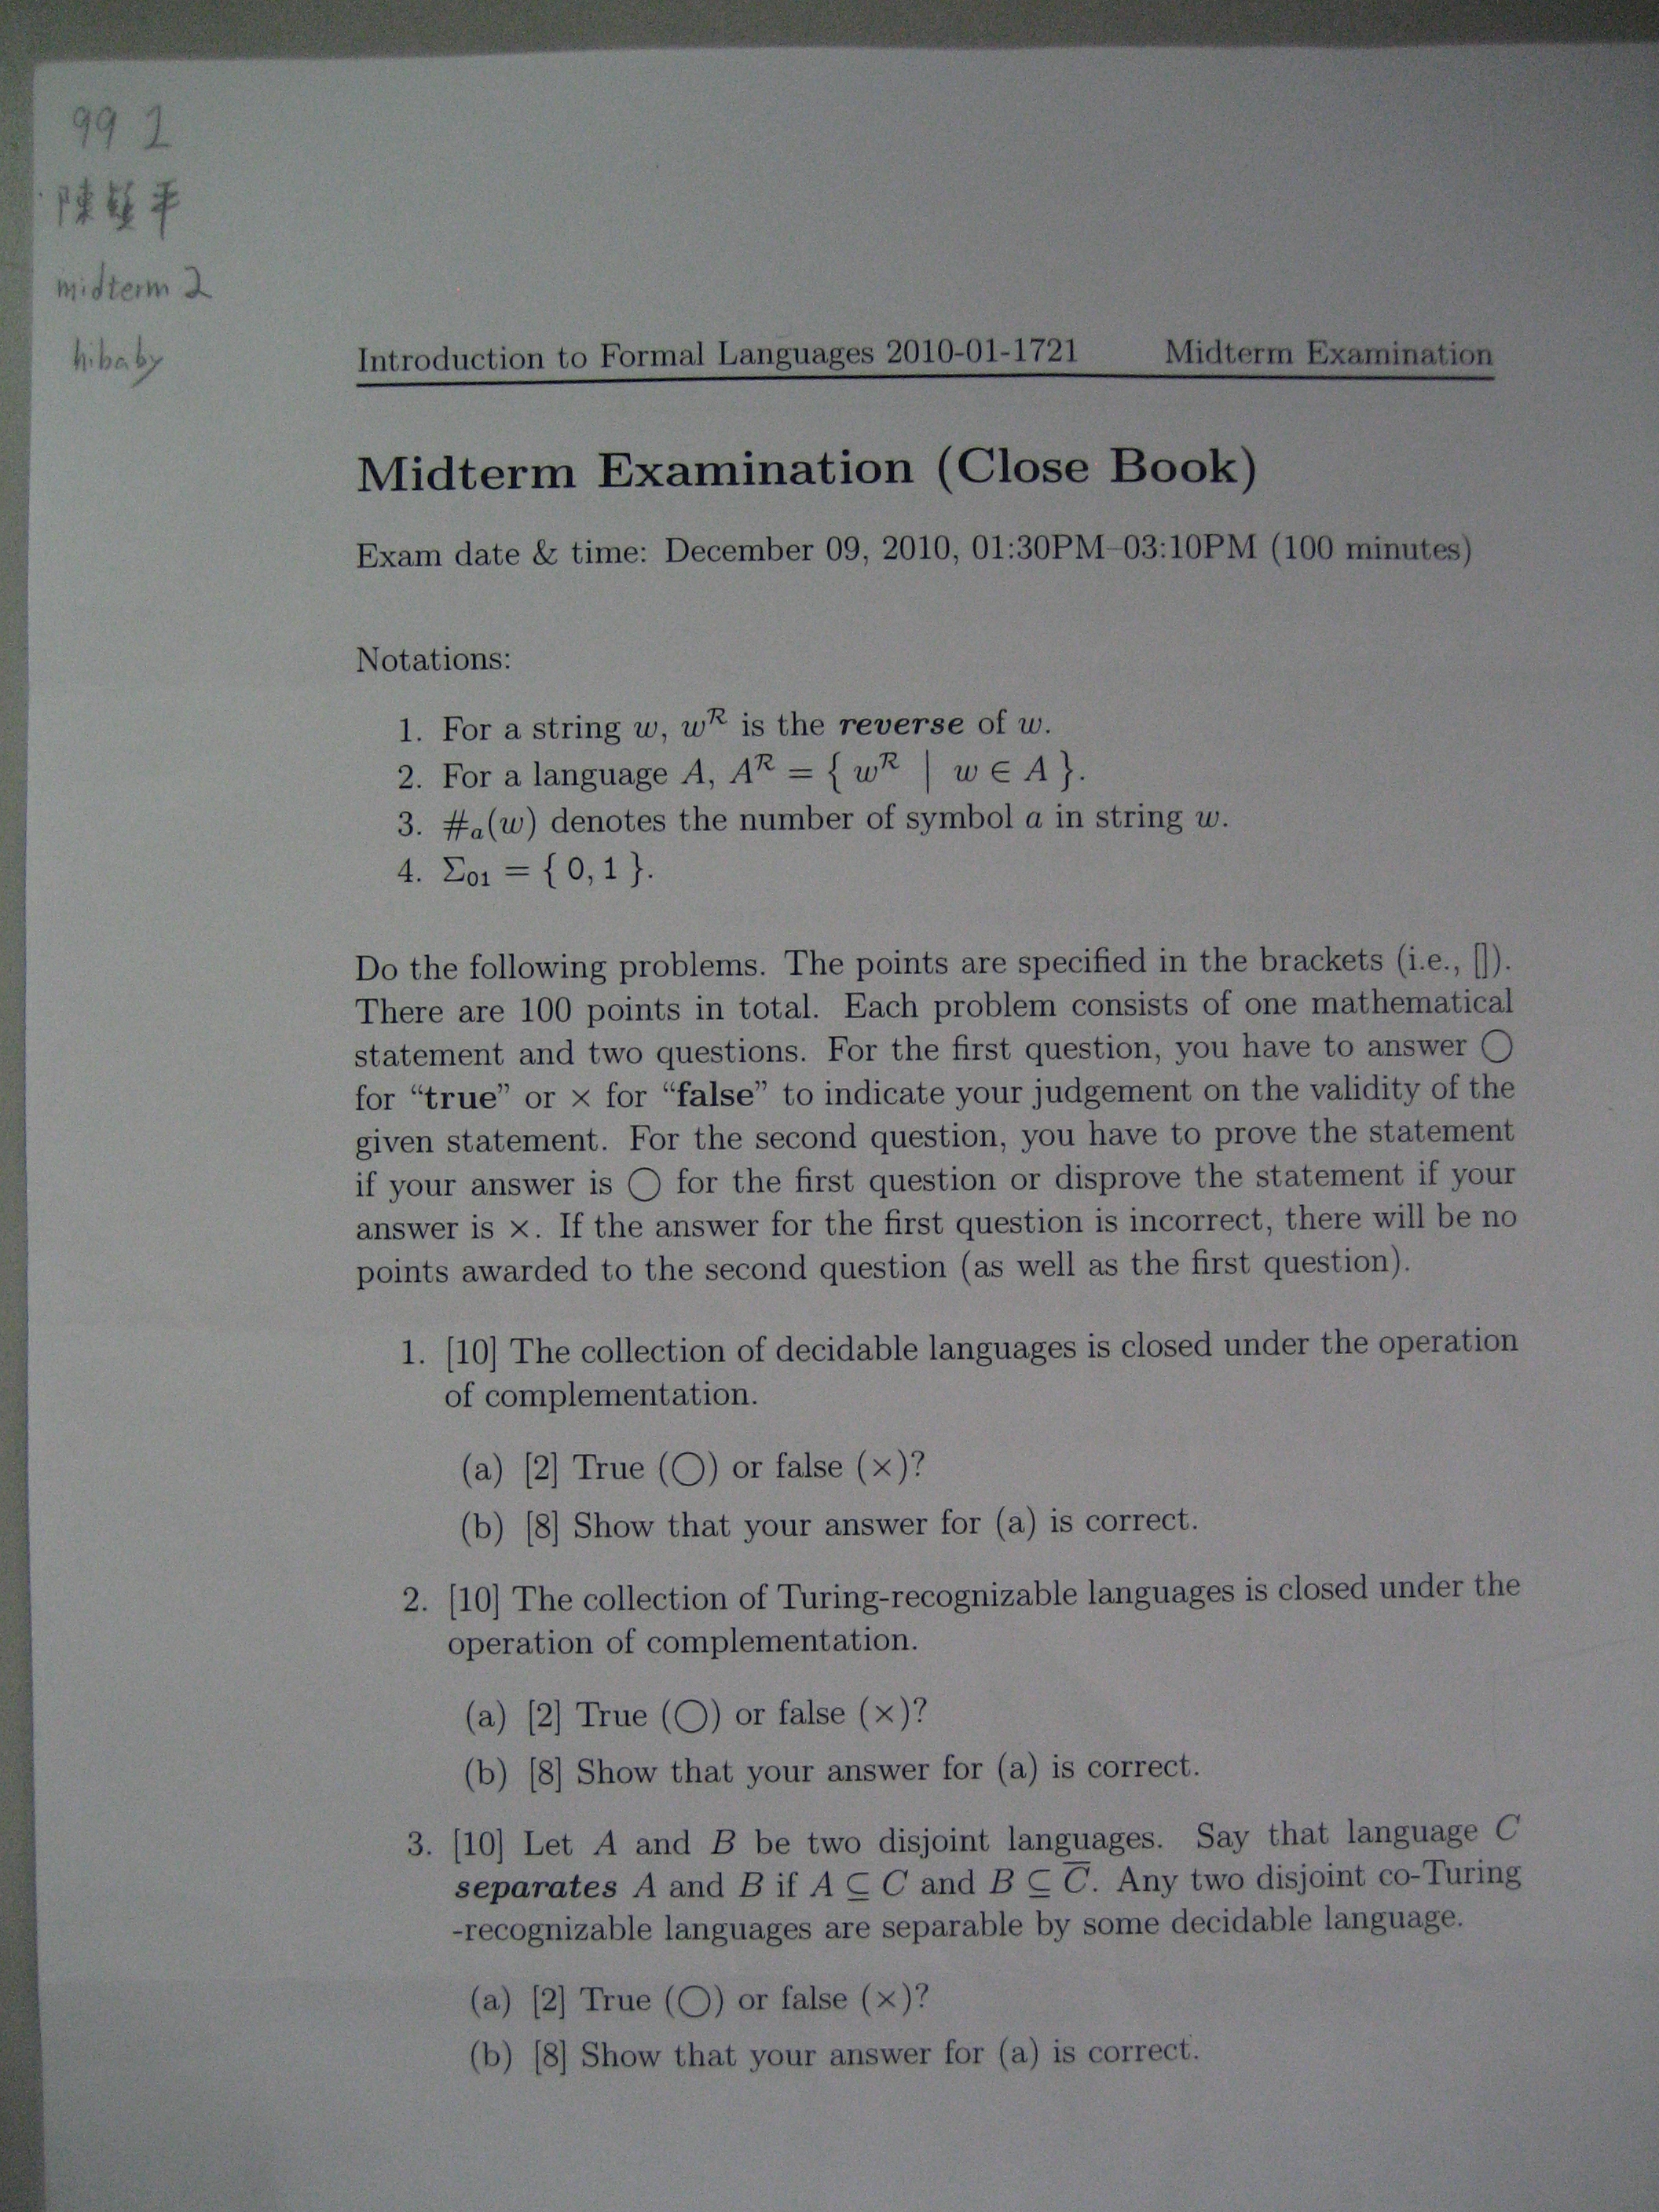 99 1
陳穎平
midterm 2
hibaby
Introduction to Formal Languages 2010-01-1721 Midterm Examination
Midterm Examination (Close Book)
Exam date & time: December 09, 2010, 01:30PM–03:10PM (100 minutes)
Notations:
1. For a string w, w^R is the reverse of w.
2. For a language A, A^R = { w^R | w ∈ A }.
3. #a(w) denotes the number of symbol a in string w.
4. Σ01 = { 0, 1 }.
Do the following problems. The points are specified in the brackets (i.e., []).
There are 100 points in total. Each problem consists of one mathematical
statement and two questions. For the first question, you have to answer ◯
for “true” or × for “false” to indicate your judgement on the validity of the
given statement. For the second question, you have to prove the statement
if your answer is ◯ for the first question or disprove the statement if your
answer is ×. If the answer for the first question is incorrect, there will be no
points awarded to the second question (as well as the first question).
1. [10] The collection of decidable languages is closed under the operation
of complementation.
(a) [2] True (◯) or false (×)?
(b) [8] Show that your answer for (a) is correct.
2. [10] The collection of Turing-recognizable languages is closed under the
operation of complementation.
(a) [2] True (◯) or false (×)?
(b) [8] Show that your answer for (a) is correct.
3. [10] Let A and B be two disjoint languages. Say that language C
separates A and B if A ⊆ C and B ⊆ C̅. Any two disjoint co-Turing
-recognizable languages are separable by some decidable language.
(a) [2] True (◯) or false (×)?
(b) [8] Show that your answer for (a) is correct.